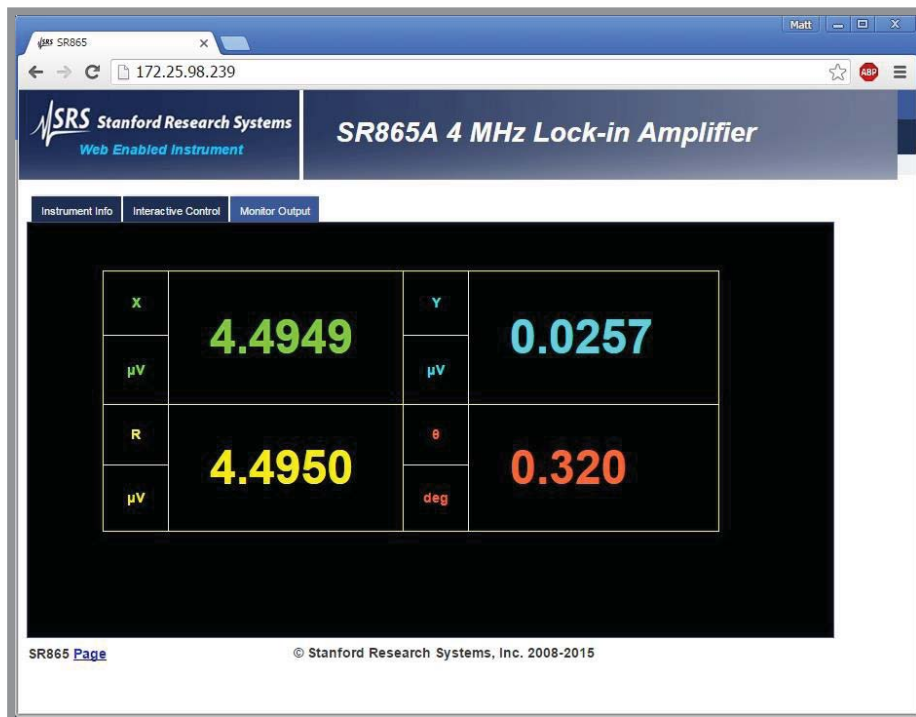 Matt
SR865
172.25.98.239
ABP
SRS Stanford Research Systems
Web Enabled Instrument
SR865A 4 MHz Lock-in Amplifier
Instrument Info Interactive Control Monitor Output
X
µV
4.4949
Y
µV
0.0257
R
µV
4.4950
θ
deg
0.320
SR865 Page
© Stanford Research Systems, Inc. 2008-2015